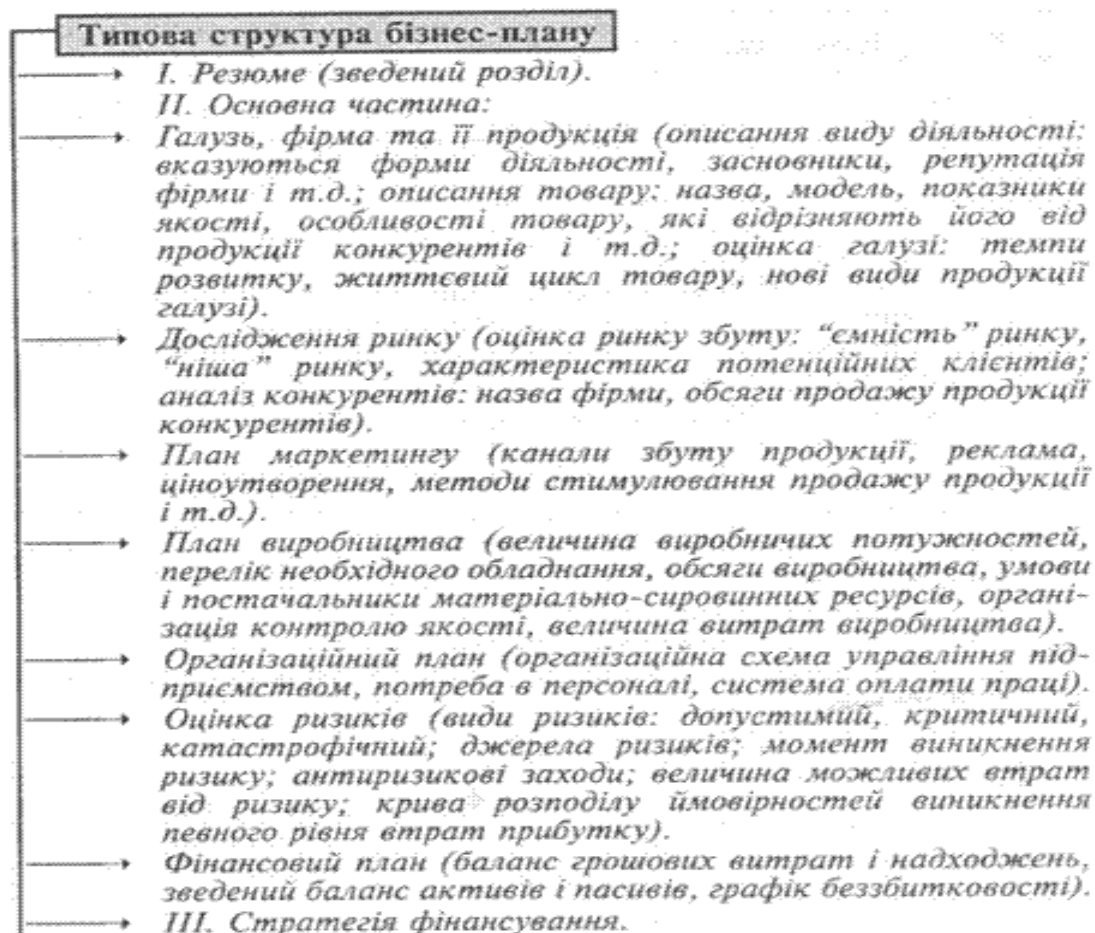 Типова структура бізнес-плану
I. Резюме (зведений розділ).
II. Основна частина:
Галузь, фірма та її продукція (описання виду діяльності:
вказуються форми діяльності, засновники, репутація
фірми і т.д.; описання товару: назва, модель, показники
якості, особливості товару, які відрізняють його від
продукції конкурентів і т.д.; оцінка галузі: темпи
розвитку, життєвий цикл товару, нові види продукції
галузі).
Дослідження ринку (оцінка ринку збуту: “ємність” ринку,
“ніша” ринку, характеристика потенційних клієнтів;
аналіз конкурентів: назва фірми, обсяги продажу продукції
конкурентів).
План маркетингу (канали збуту продукції, реклама,
ціноутворення, методи стимулювання продажу продукції
і т.д.).
План виробництва (величина виробничих потужностей,
перелік необхідного обладнання, обсяги виробництва, умови
і постачальники матеріально-сировинних ресурсів, органі-
зація контролю якості, величина витрат виробництва).
Організаційний план (організаційна схема управління під-
приємством, потреба в персоналі, система оплати праці).
Оцінка ризиків (види ризиків: допустимий, критичний,
катастрофічний; джерела ризиків; момент виникнення
ризику; антиризикові заходи; величина можливих втрат
від ризику; крива розподілу ймовірностей виникнення
певного рівня втрат прибутку).
Фінансовий план (баланс грошових витрат і надходжень,
зведений баланс активів і пасивів, графік беззбитковості).
III. Стратегія фінансування.